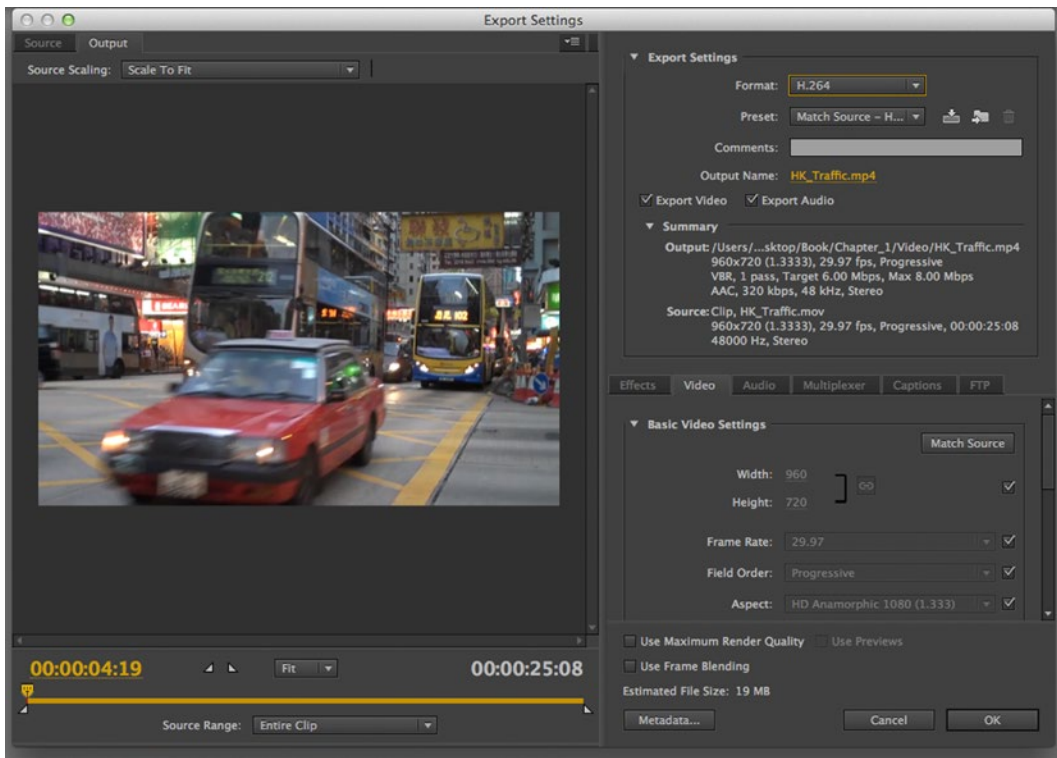 Export Settings
Source Output
Source Scaling: Scale To Fit
00:00:04:19 Fit 00:00:25:08
Source Range: Entire Clip
Export Settings
Format: H.264
Preset: Match Source – H...
Comments:
Output Name: HK_Traffic.mp4
Export Video Export Audio
Summary
Output: /Users/...sktop/Book/Chapter_1/Video/HK_Traffic.mp4
960x720 (1.3333), 29.97 fps, Progressive
VBR, 1 pass, Target 6.00 Mbps, Max 8.00 Mbps
AAC, 320 kbps, 48 kHz, Stereo
Source: Clip, HK_Traffic.mov
960x720 (1.3333), 29.97 fps, Progressive, 00:00:25:08
48000 Hz, Stereo
Effects Video Audio Multiplexer Captions FTP
Basic Video Settings
Match Source
Width: 960
Height: 720
Frame Rate: 29.97
Field Order: Progressive
Aspect: HD Anamorphic 1080 (1.333)
Use Maximum Render Quality Use Previews
Use Frame Blending
Estimated File Size: 19 MB
Metadata... Cancel OK